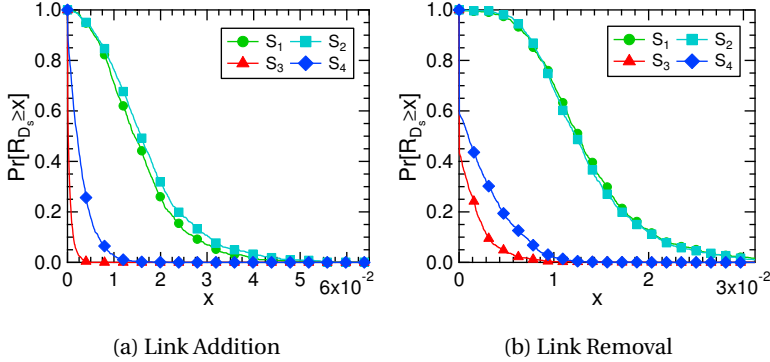 Pr[R_{D_s}≥x]
1.0
0.8
0.6
0.4
0.2
0.0
S₁ S₂
S₃ S₄
0 1 2 3 4 5 6x10⁻²
x
(a) Link Addition
Pr[R_{D_s}≥x]
1.0
0.8
0.6
0.4
0.2
0.0
S₁ S₂
S₃ S₄
0 1 2 3x10⁻²
x
(b) Link Removal